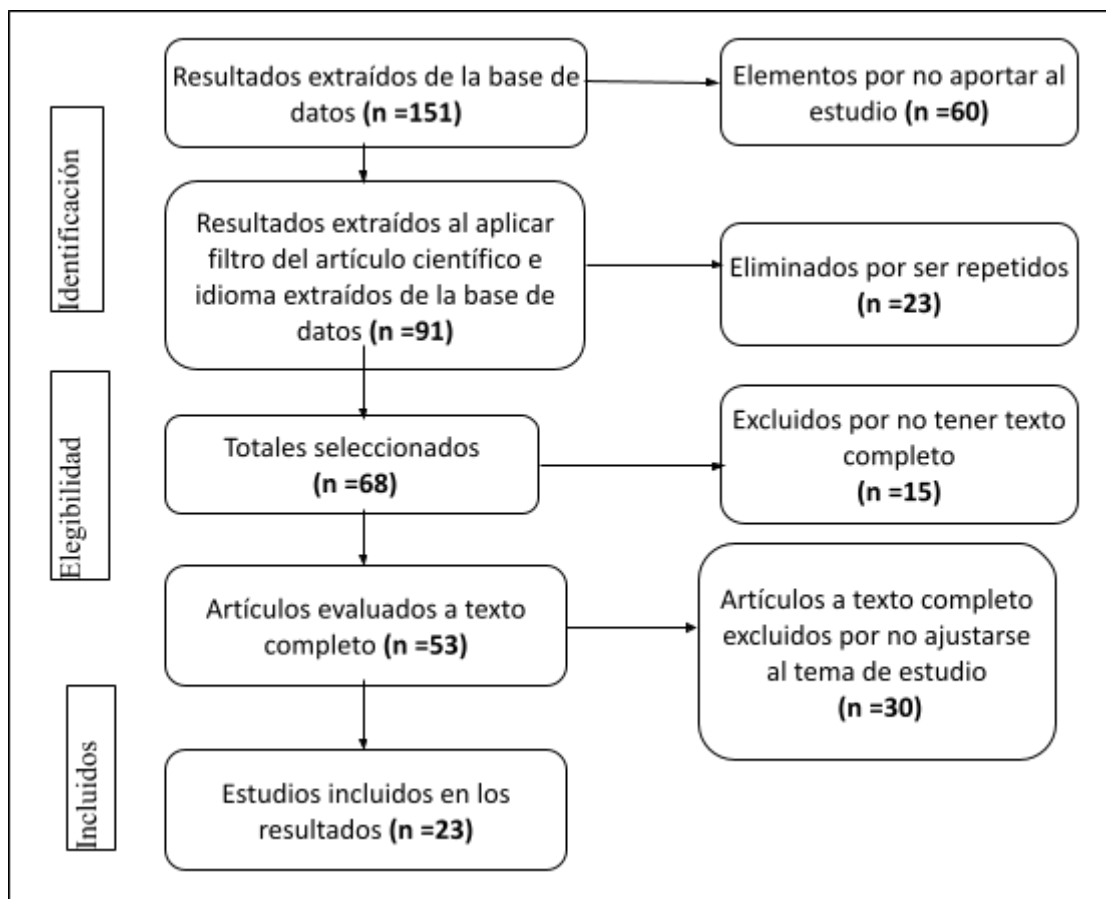 Identificación
Resultados extraídos de la base de
datos (n =151)
Elementos por no aportar al
estudio (n =60)
Resultados extraídos al aplicar
filtro del artículo científico e
idioma extraídos de la base de
datos (n =91)
Eliminados por ser repetidos
(n =23)
Elegibilidad
Totales seleccionados
(n =68)
Excluidos por no tener texto
completo
(n =15)
Artículos evaluados a texto
completo (n =53)
Artículos a texto completo
excluidos por no ajustarse
al tema de estudio
(n =30)
Incluidos
Estudios incluidos en los
resultados (n =23)